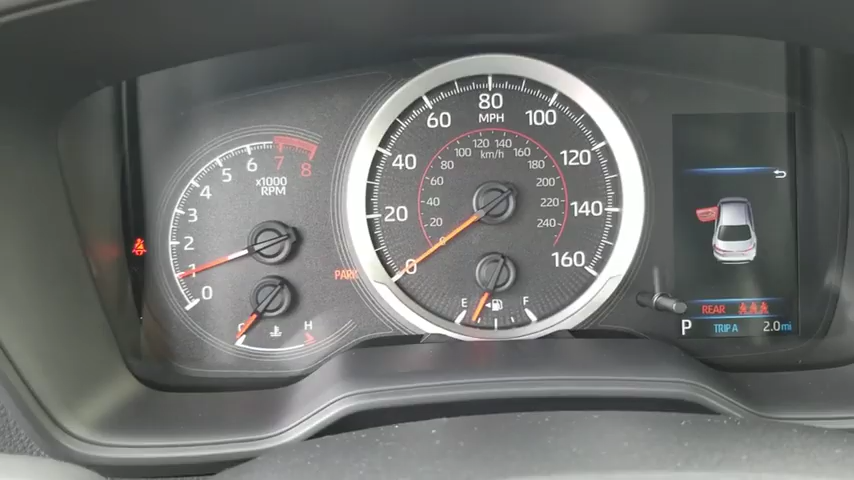 0 1 2 3 4 5 6 7 8
x1000
RPM
C H
PARK
0 20 40 60 80 100 120 140 160
MPH
0 20 40 60 80 100 120 140 160 180 200 220 240
km/h
E F
REAR
P TRIP A 2.0 mi